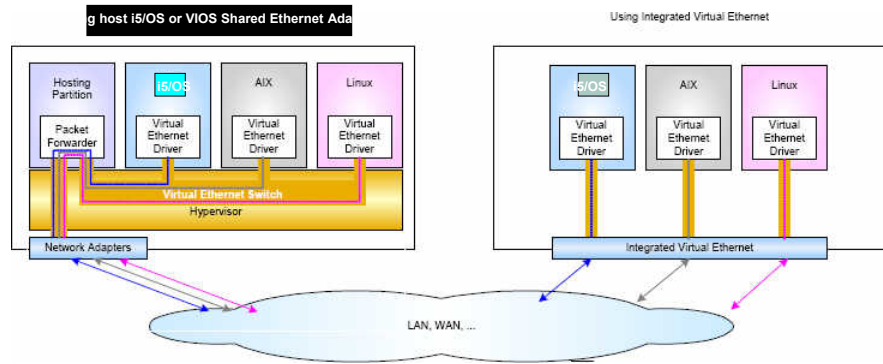 g host i5/OS or VIOS Shared Ethernet Ada
Using Integrated Virtual Ethernet
Hosting
Partition
i5/OS
AIX
Linux
Packet
Forwarder
Virtual
Ethernet
Driver
Virtual
Ethernet
Driver
Virtual
Ethernet
Driver
Virtual Ethernet Switch
Hypervisor
Network Adapters
i5/OS
AIX
Linux
Virtual
Ethernet
Driver
Virtual
Ethernet
Driver
Virtual
Ethernet
Driver
Integrated Virtual Ethernet
LAN, WAN, ...